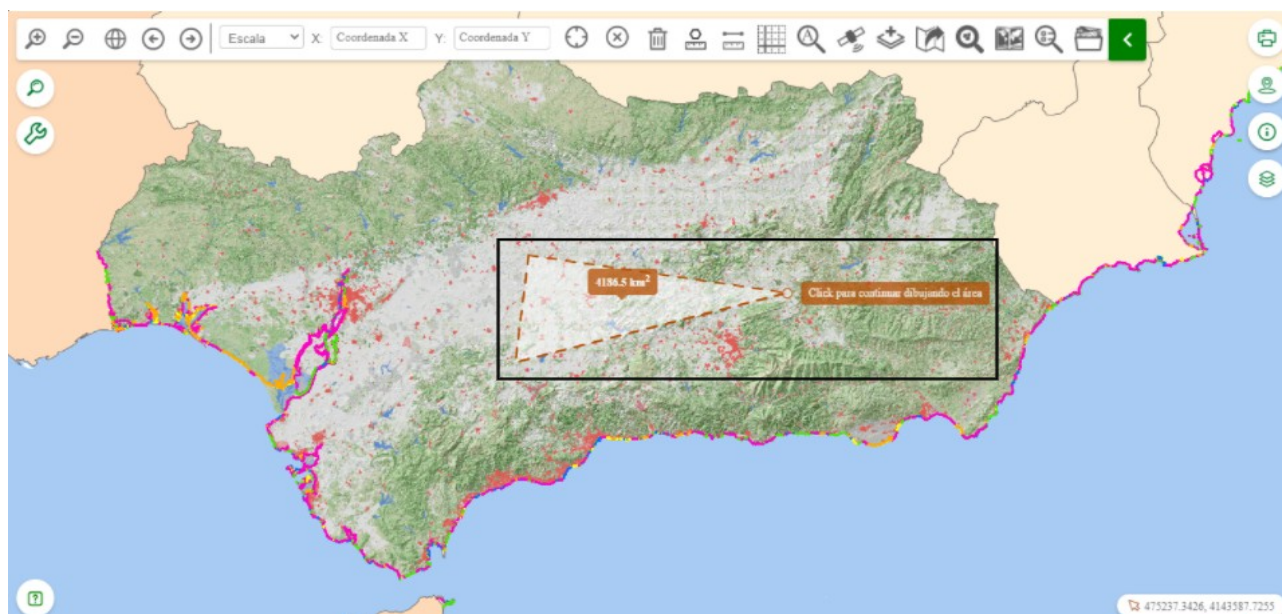 Escala X: Coordenada X Y: Coordenada Y
4186.5 km²
Click para continuar dibujando el área
475237.3426, 4143587.7255